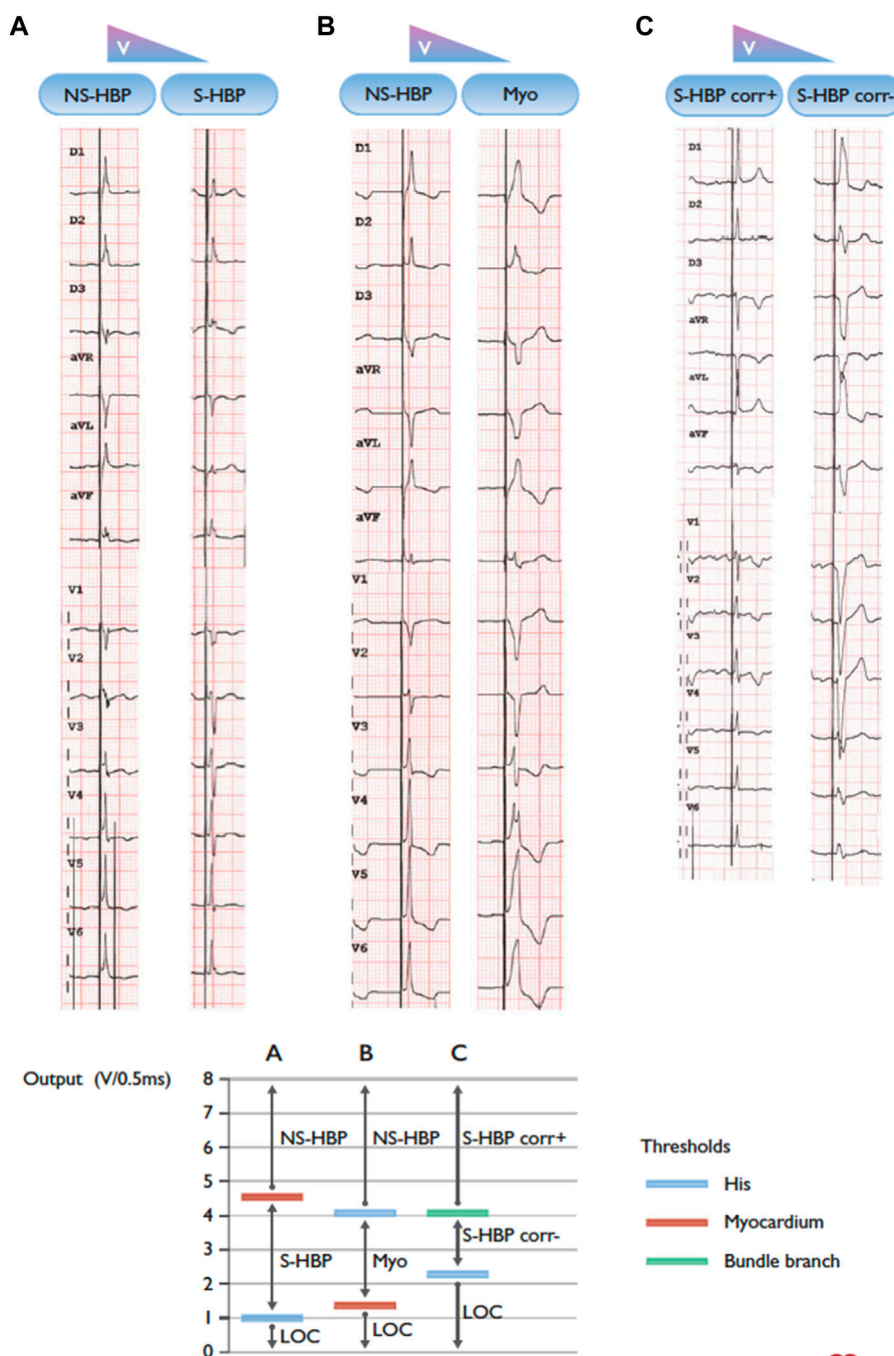 A
V
NS-HBP S-HBP
D1
D2
D3
aVR
aVL
aVF
V1
V2
V3
V4
V5
V6
B
V
NS-HBP Myo
D1
D2
D3
aVR
aVL
aVF
V1
V2
V3
V4
V5
V6
C
V
S-HBP corr+ S-HBP corr-
D1
D2
D3
aVR
aVL
aVF
V1
V2
V3
V4
V5
V6
A B C
Output (V/0.5ms)
8
7
6
5
4
3
2
1
0
NS-HBP NS-HBP S-HBP corr+
S-HBP corr-
S-HBP Myo
LOC LOC LOC
Thresholds
His
Myocardium
Bundle branch